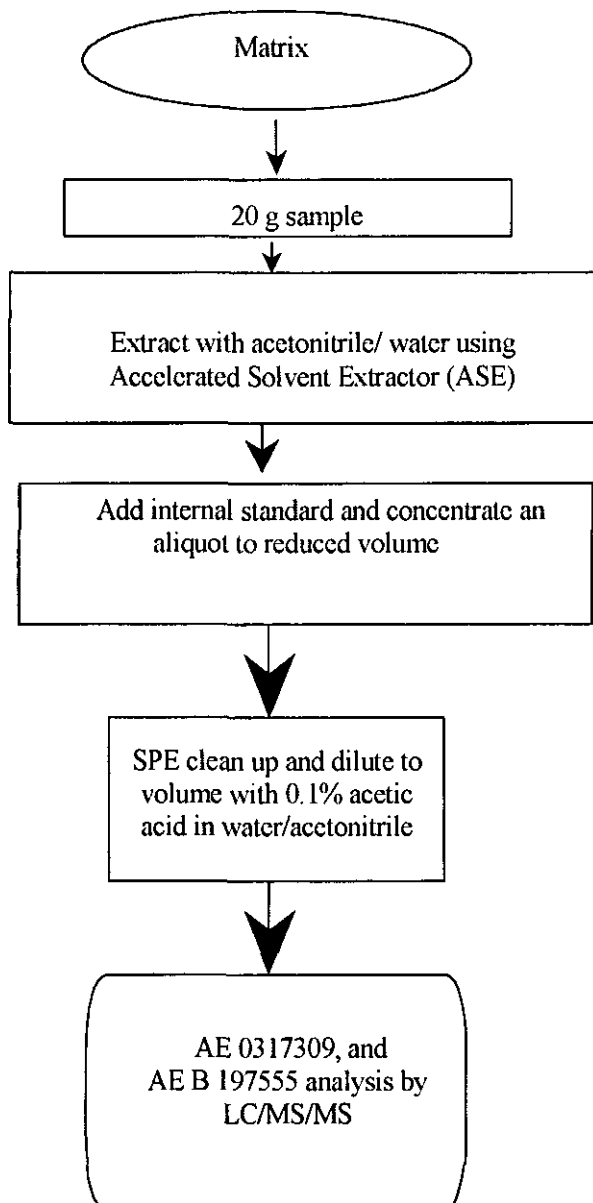 Matrix
20 g sample
Extract with acetonitrile/ water using
Accelerated Solvent Extractor (ASE)
Add internal standard and concentrate an
aliquot to reduced volume
SPE clean up and dilute to
volume with 0.1% acetic
acid in water/acetonitrile
AE 0317309, and
AE B 197555 analysis by
LC/MS/MS